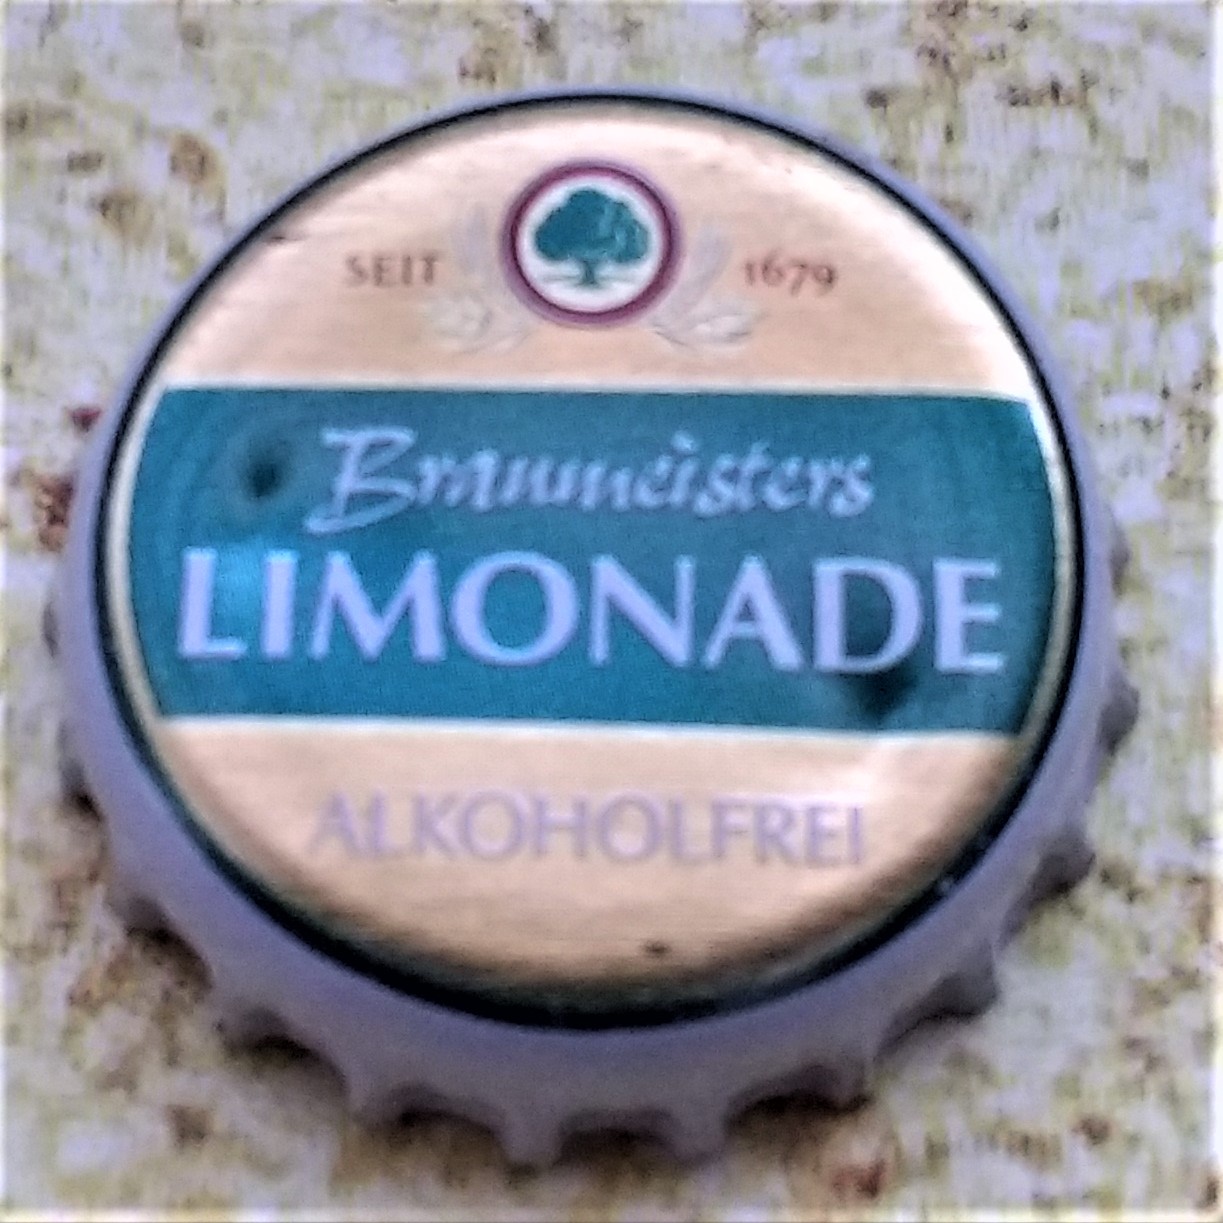 SEIT 1679
Braumeisters
LIMONADE
ALKOHOLFREI